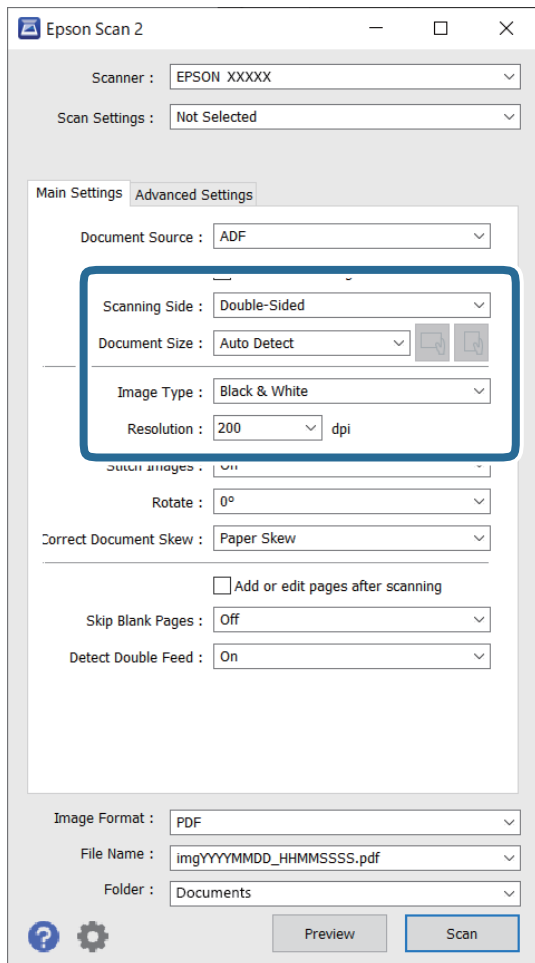 Epson Scan 2
Scanner : EPSON XXXXX
Scan Settings : Not Selected
Main Settings Advanced Settings
Document Source : ADF
Scanning Side : Double-Sided
Document Size : Auto Detect
Image Type : Black & White
Resolution : 200 dpi
Stitch Images : Off
Rotate : 0°
Correct Document Skew : Paper Skew
Add or edit pages after scanning
Skip Blank Pages : Off
Detect Double Feed : On
Image Format : PDF
File Name : imgYYYYMMDD_HHMMSSSS.pdf
Folder : Documents
? Preview Scan